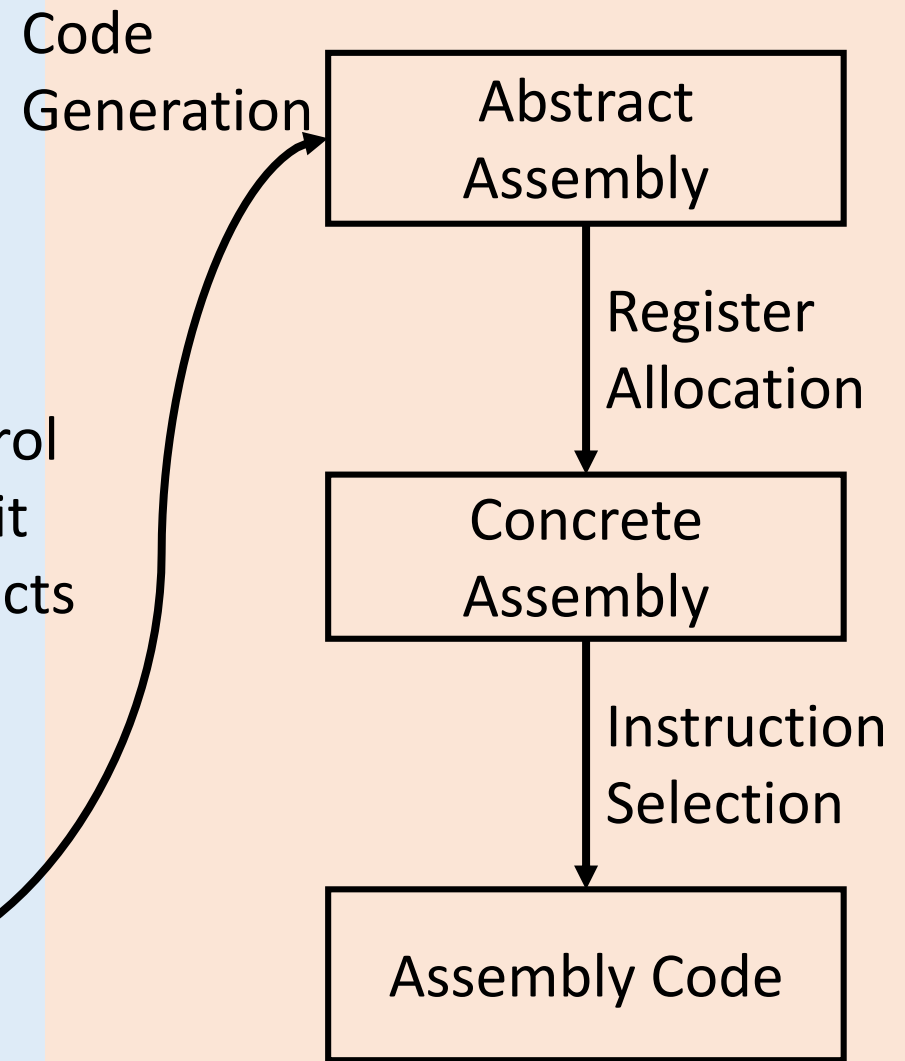 Code
Generation
Abstract
Assembly
Register
Allocation
Concrete
Assembly
Instruction
Selection
Assembly Code